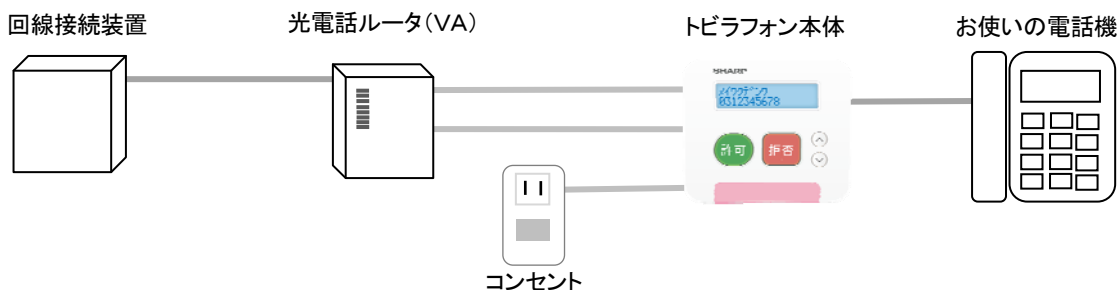 回線接続装置
光電話ルータ(VA)
トビラフォン本体
お使いの電話機
SHARP
メイワクデンワ
0312345678
許可
拒否
コンセント